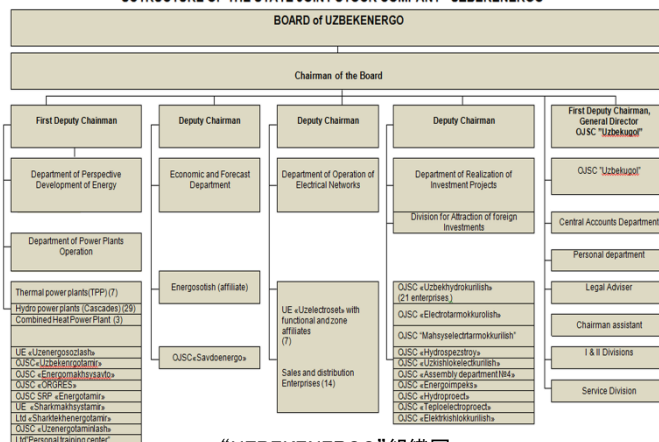 BOARD of UZBEKENERGO
Chairman of the Board
First Deputy Chainman
Department of Perspective
Development of Energy
Department of Power Plants
Operation
Thermal power plants(TPP) (7)
Hydro power plants (Cascades) (29)
Combined Heat Power Plant (3)
UE «Uzenergosozlash»
OJSC«Uzbekenrgotamir»
OJSC «Energomakhsysavto»
OJSC «ORGRES»
OJSC SRP «Energotamir»
UE «Sharkmakhsystamir»
Ltd «Sharktekhenergotamir»
OJSC «Uzenergotaminlash»
Ltd"Personal training center"
Deputy Chairman
Economic and Forecast
Department
Energosotish (affiliate)
OJSC«Savdoenergo»
Deputy Chairman
Department of Operation of
Electrical Networks
UE «Uzelectroset» with
functional and zone
affiliates
(7)
Sales and distribution
Enterprises (14)
Deputy Chairman
Department of Realization of
Investment Projects
Division for Attraction of foreign
Investments
OJSC «Uzbekhydrokurilish»
(21 enterprises)
OJSC «Electrotarmokkurolish»
OJSC "Mahsyselectrtarmokkurilish"
OJSC «Hydrospezstroy»
OJSC «Uzkishlokelectkurilish»
OJSC «Assembly department №4»
OJSC «Energoimpeks»
OJSC «Hydroproect»
OJSC «Teploelectroproect»
OJSC «Elektrkishlokkurilish»
First Deputy Chairman,
General Director
OJSC "Uzbekugol"
OJSC "Uzbekugol"
Central Accounts Department
Personal department
Legal Adviser
Chairman assistant
I & II Divisions
Service Division